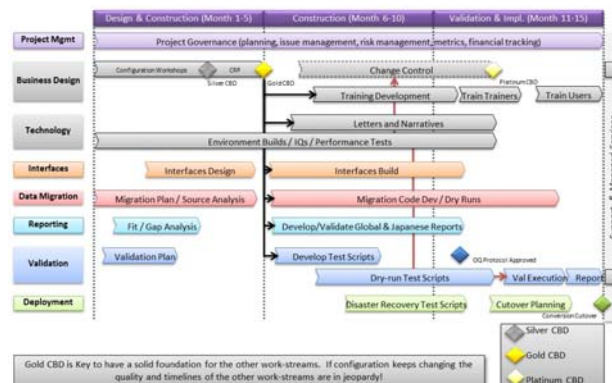 Design & Construction (Month 1-5)
Construction (Month 6-10)
Validation & Impl. (Month 11-15)
Project Mgmt
Project Governance (planning, issue management, risk management, metrics, financial tracking)
Business Design
Configuration Workshops
CRP
Change Control
Silver CBD
Gold CBD
Platinum CBD
Training Development
Train Trainers
Train Users
Technology
Letters and Narratives
Environment Builds / IQs / Performance Tests
Interfaces
Interfaces Design
Interfaces Build
Data Migration
Migration Plan / Source Analysis
Migration Code Dev / Dry Runs
Reporting
Fit / Gap Analysis
Develop/Validate Global & Japanese Reports
Validation
Validation Plan
Develop Test Scripts
OQ Protocol Approved
Dry-run Test Scripts
Val Execution
Report
Deployment
Disaster Recovery Test Scripts
Cutover Planning
Conversion Cutover
Silver CBD
Gold CBD
Platinum CBD
Gold CBD is Key to have a solid foundation for the other work-streams. If configuration keeps changing the
quality and timelines of the other work-streams are in jeopardy!